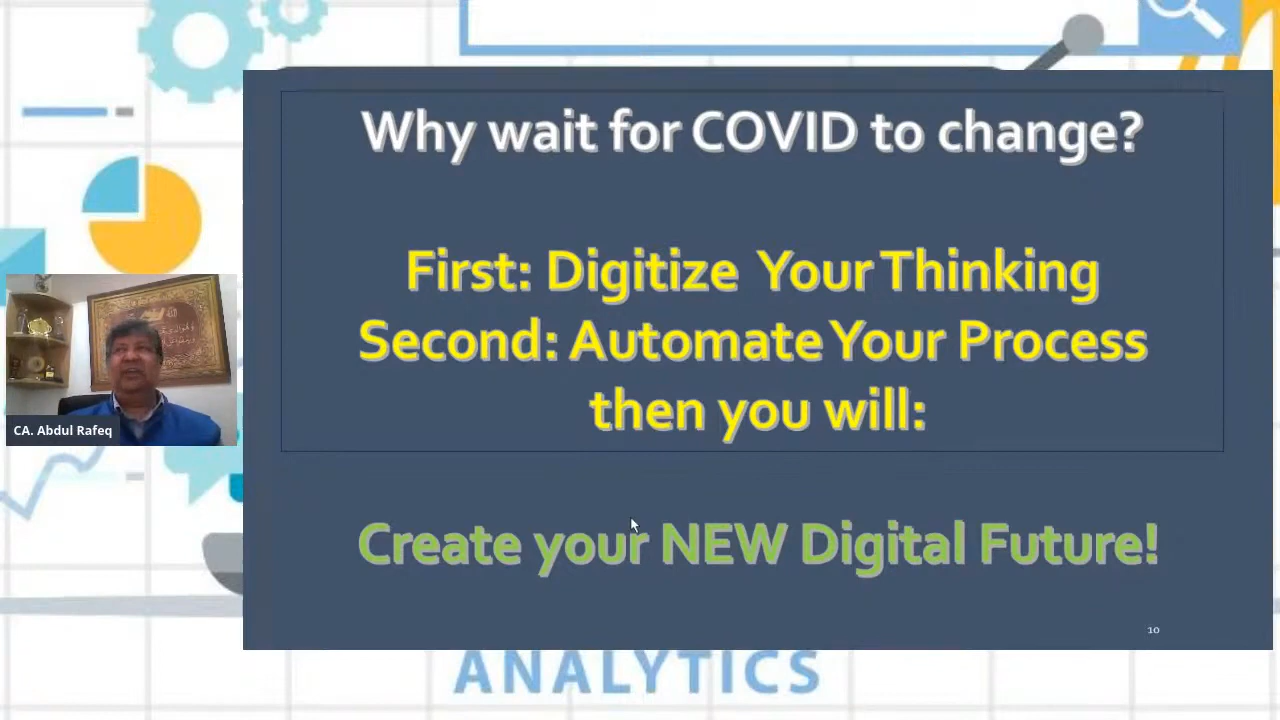 Why wait for COVID to change?
First: Digitize Your Thinking
Second: Automate Your Process
then you will:
CA. Abdul Rafeq
Create your NEW Digital Future!
10
ANALYTICS